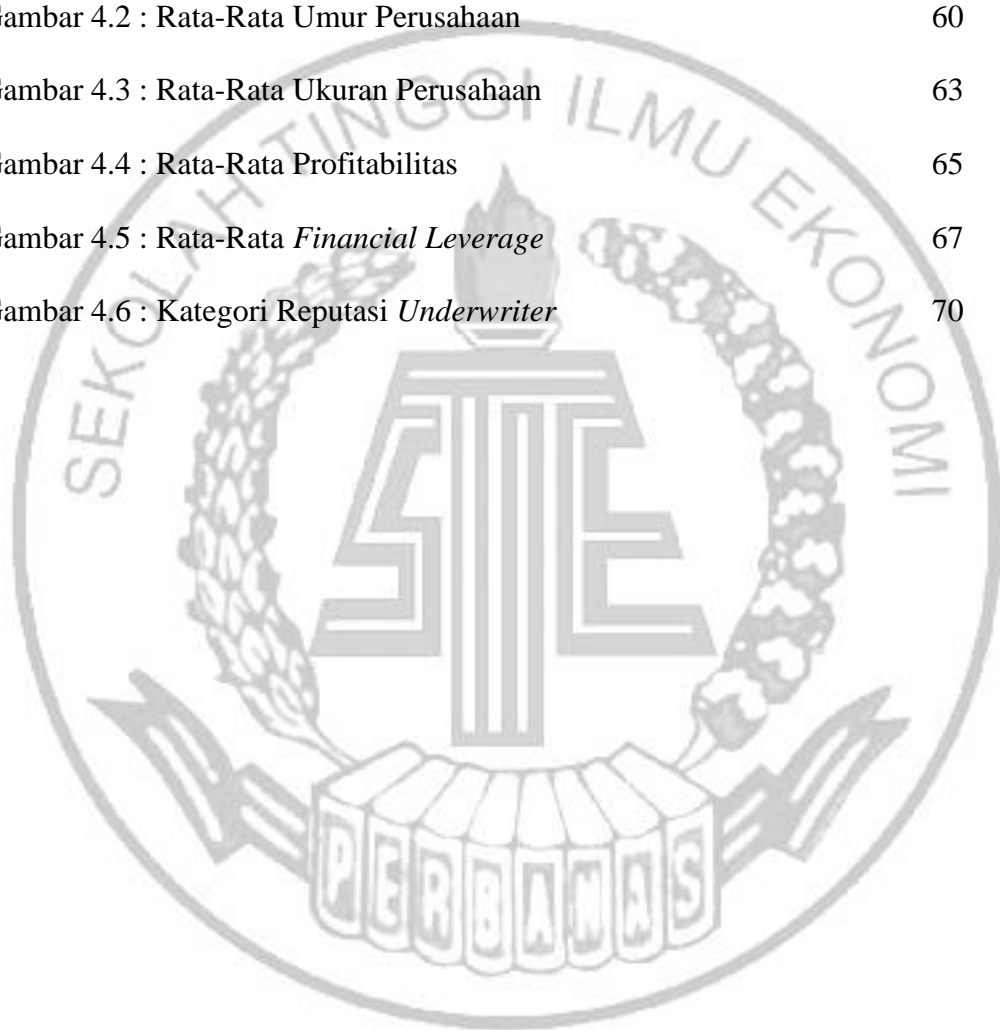 Gambar 4.2 : Rata-Rata Umur Perusahaan 60
Gambar 4.3 : Rata-Rata Ukuran Perusahaan 63
Gambar 4.4 : Rata-Rata Profitabilitas 65
Gambar 4.5 : Rata-Rata Financial Leverage 67
Gambar 4.6 : Kategori Reputasi Underwriter 70
SEKOLAH TINGGI ILMU EKONOMI
STIE
PERBANAS